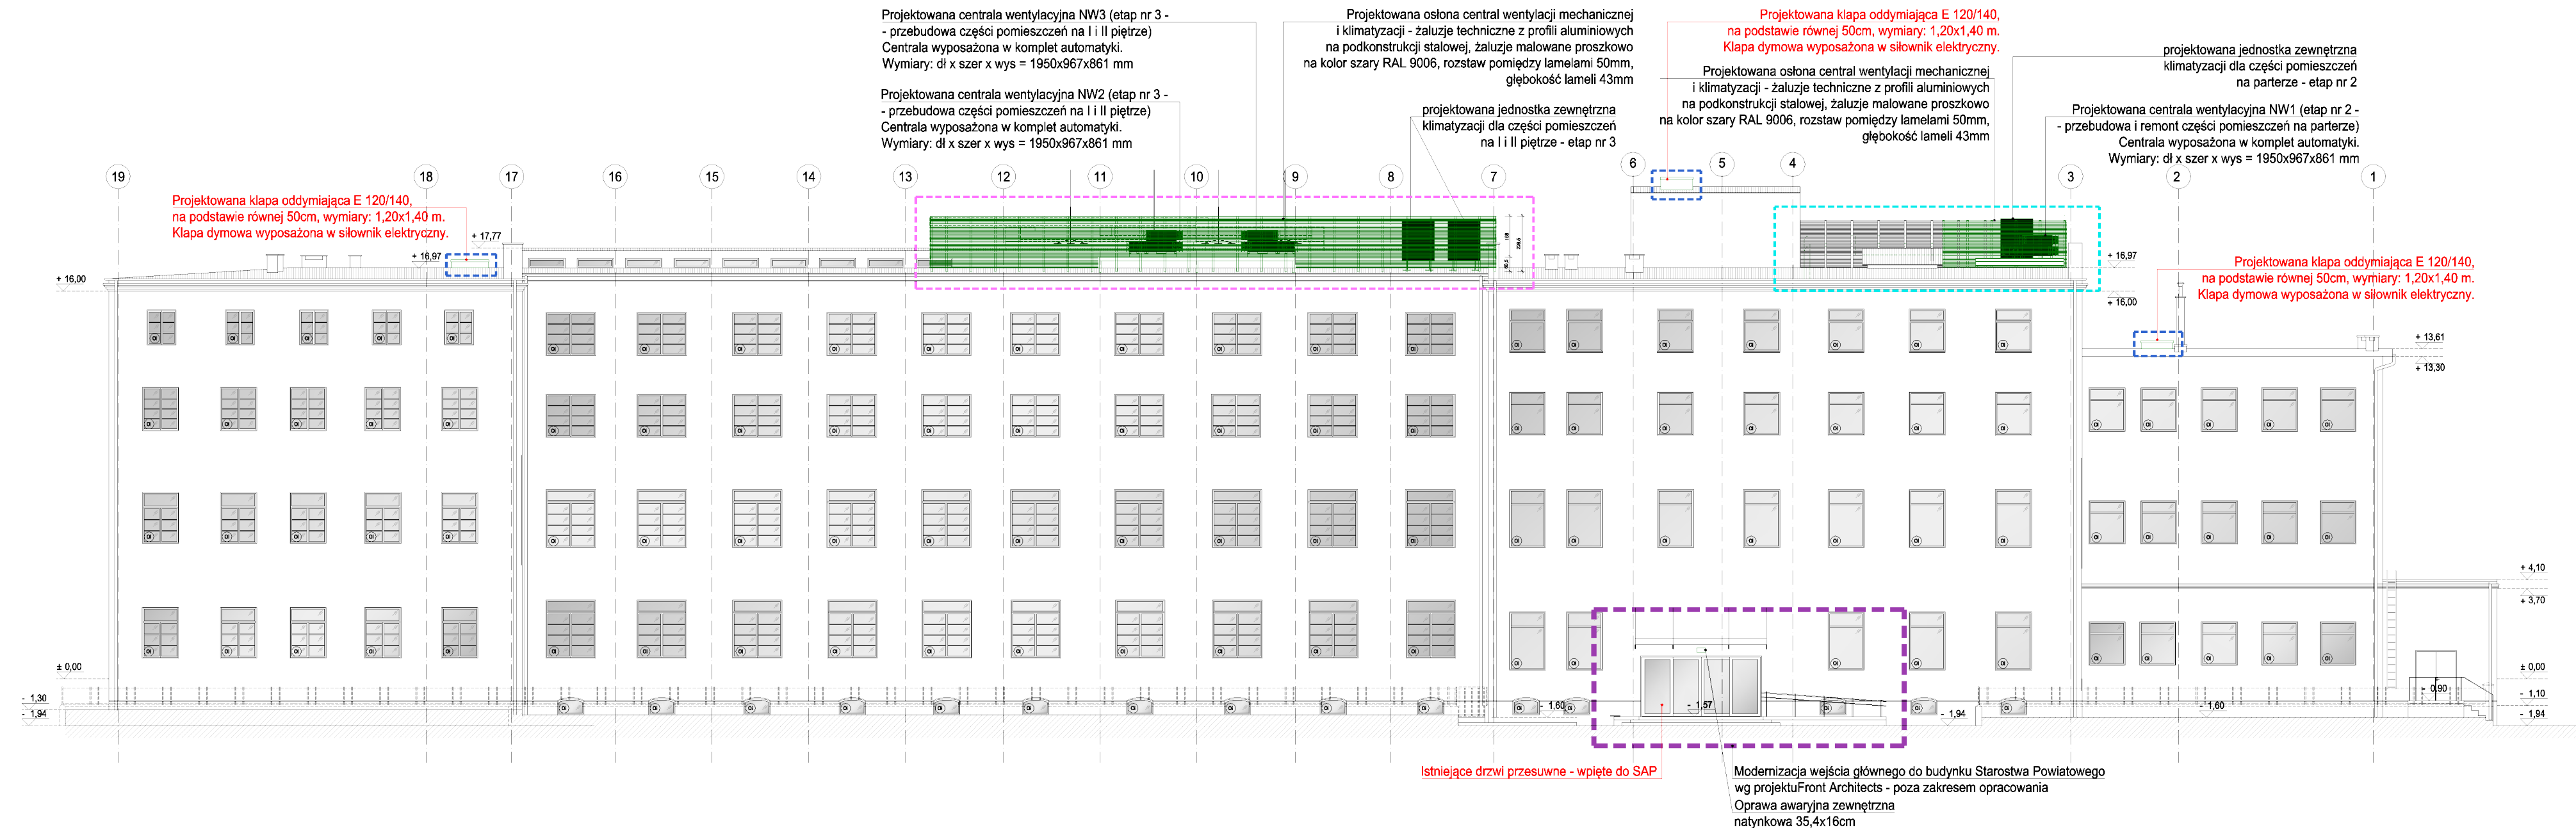 Projektowana centrala wentylacyjna NW3 (etap nr 3 -
- przebudowa części pomieszczeń na I i II piętrze)
Centrala wyposażona w komplet automatyki.
Wymiary: dł x szer x wys = 1950x967x861 mm
Projektowana centrala wentylacyjna NW2 (etap nr 3 -
- przebudowa części pomieszczeń na I i II piętrze)
Centrala wyposażona w komplet automatyki.
Wymiary: dł x szer x wys = 1950x967x861 mm
Projektowana osłona central wentylacji mechanicznej
i klimatyzacji - żaluzje techniczne z profili aluminiowych
na podkonstrukcji stalowej, żaluzje malowane proszkowo
na kolor szary RAL 9006, rozstaw pomiędzy lamelami 50mm,
głębokość lameli 43mm
projektowana jednostka zewnętrzna
klimatyzacji dla części pomieszczeń
na I i II piętrze - etap nr 3
Projektowana klapa oddymiająca E 120/140,
na podstawie równej 50cm, wymiary: 1,20x1,40 m.
Klapa dymowa wyposażona w siłownik elektryczny.
Projektowana osłona central wentylacji mechanicznej
i klimatyzacji - żaluzje techniczne z profili aluminiowych
na podkonstrukcji stalowej, żaluzje malowane proszkowo
na kolor szary RAL 9006, rozstaw pomiędzy lamelami 50mm,
głębokość lameli 43mm
projektowana jednostka zewnętrzna
klimatyzacji dla części pomieszczeń
na parterze - etap nr 2
Projektowana centrala wentylacyjna NW1 (etap nr 2 -
- przebudowa i remont części pomieszczeń na parterze)
Centrala wyposażona w komplet automatyki.
Wymiary: dł x szer x wys = 1950x967x861 mm
19
18
17
16
15
14
13
12
11
10
9
8
7
6
5
4
3
2
1
Projektowana klapa oddymiająca E 120/140,
na podstawie równej 50cm, wymiary: 1,20x1,40 m.
Klapa dymowa wyposażona w siłownik elektryczny.
+ 17,77
+ 16,97
+ 16,00
+ 16,97
+ 16,00
Projektowana klapa oddymiająca E 120/140,
na podstawie równej 50cm, wymiary: 1,20x1,40 m.
Klapa dymowa wyposażona w siłownik elektryczny.
+ 13,61
+ 13,30
+ 4,10
+ 3,70
± 0,00
- 1,30
- 1,94
± 0,00
- 0,90
- 1,10
- 1,94
- 1,60
- 1,57
- 1,94
- 1,60
Istniejące drzwi przesuwne - wpięte do SAP
Modernizacja wejścia głównego do budynku Starostwa Powiatowego
wg projektuFront Architects - poza zakresem opracowania
Oprawa awaryjna zewnętrzna
natynkowa 35,4x16cm